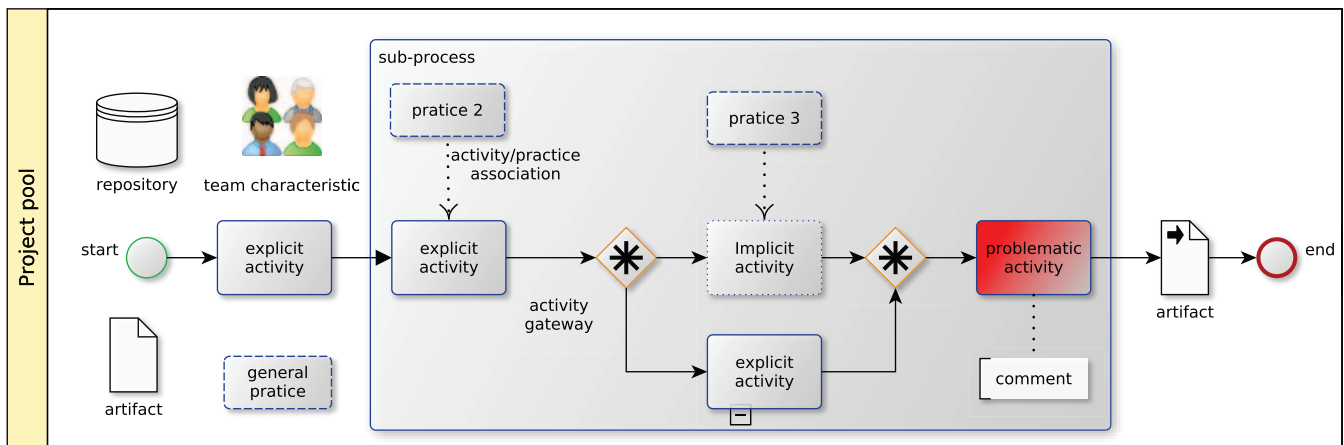 Project pool
sub-process
pratice 2
pratice 3
activity/practice
association
repository
team characteristic
start
explicit
activity
explicit
activity
Implicit
activity
problematic
activity
end
artifact
activity
gateway
explicit
activity
comment
general
pratice
artifact